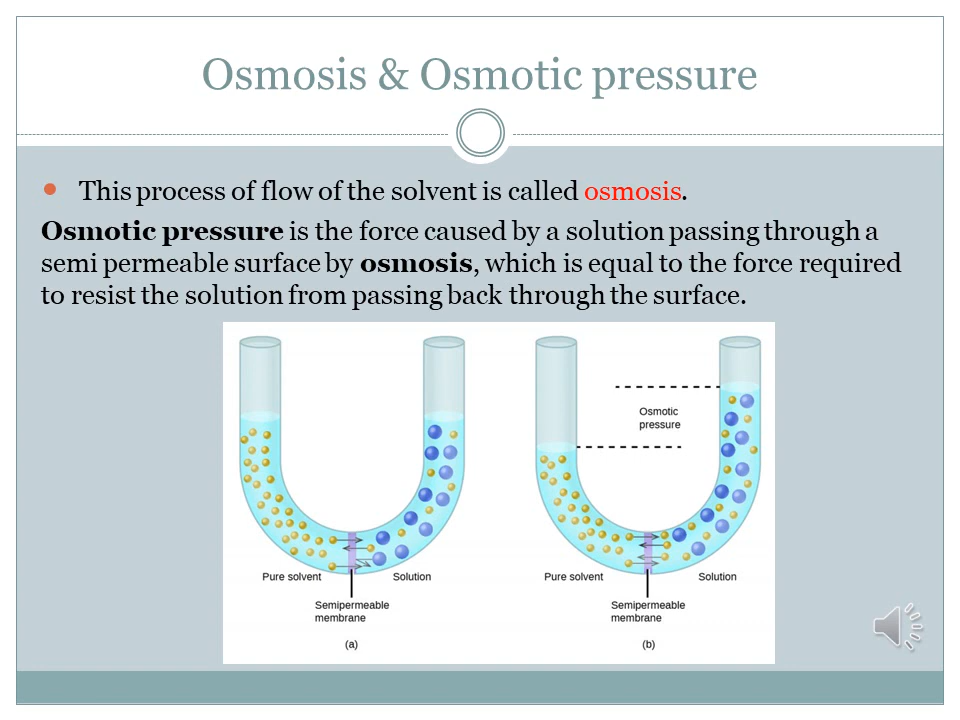 Osmosis & Osmotic pressure
This process of flow of the solvent is called osmosis.
Osmotic pressure is the force caused by a solution passing through a
semi permeable surface by osmosis, which is equal to the force required
to resist the solution from passing back through the surface.
Osmotic
pressure
Pure solvent
Solution
Semipermeable
membrane
(a)
Pure solvent
Solution
Semipermeable
membrane
(b)